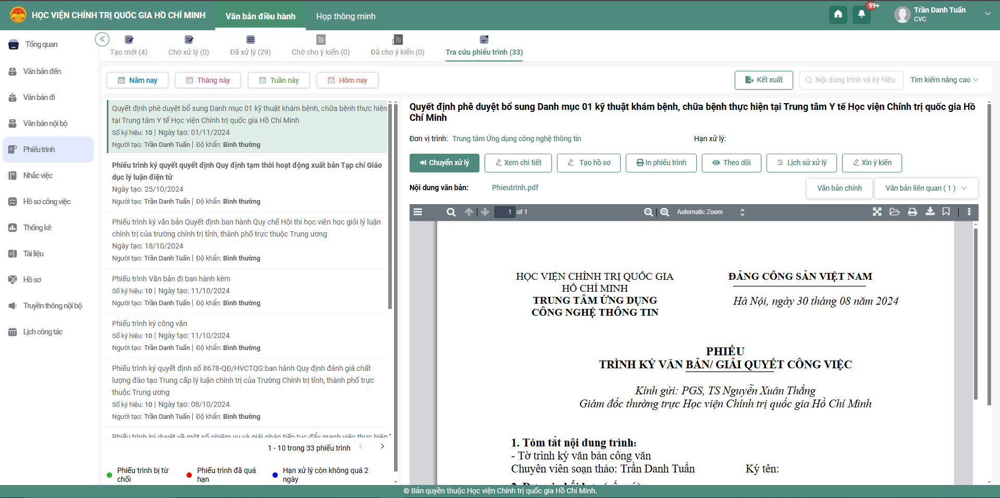 HỌC VIỆN CHÍNH TRỊ QUỐC GIA HỒ CHÍ MINH
Văn bản điều hành
Họp thông minh
99+
Trần Danh Tuấn
CVC
Tổng quan
Văn bản đến
Văn bản đi
Văn bản nội bộ
Phiếu trình
Nhắc việc
Hồ sơ công việc
Thống kê
Tài liệu
Hồ sơ
Truyền thông nội bộ
Lịch công tác
Tạo mới (4)
Chờ xử lý (0)
Đã xử lý (29)
Chờ cho ý kiến (0)
Đã cho ý kiến (0)
Tra cứu phiếu trình (33)
Năm nay
Tháng này
Tuần này
Hôm nay
Kết xuất
Nội dung trình và ký hiệu
Tìm kiếm nâng cao
Quyết định phê duyệt bổ sung Danh mục 01 kỹ thuật khám bệnh, chữa bệnh thực hiện
tại Trung tâm Y tế Học viện Chính trị quốc gia Hồ Chí Minh
Số ký hiệu: 10 | Ngày tạo: 01/11/2024
Người tạo: Trần Danh Tuấn | Độ khẩn: Bình thường
Phiếu trình ký quyết quyết định Quy định tạm thời hoạt động xuất bản Tạp chí Giáo
dục lý luận điện tử
Ngày tạo: 25/10/2024
Người tạo: Trần Danh Tuấn | Độ khẩn: Bình thường
Phiếu trình ký văn bản Quyết định ban hành Quy chế Hội thi học viên học giỏi lý luận
chính trị của trường chính trị tỉnh, thành phố trực thuộc Trung ương
Ngày tạo: 18/10/2024
Người tạo: Trần Danh Tuấn | Độ khẩn: Bình thường
Phiếu trình Văn bản đi ban hành kèm
Số ký hiệu: 10 | Ngày tạo: 11/10/2024
Người tạo: Trần Danh Tuấn | Độ khẩn: Bình thường
Phiếu trình ký công văn
Số ký hiệu: 10 | Ngày tạo: 11/10/2024
Người tạo: Trần Danh Tuấn | Độ khẩn: Bình thường
Phiếu trình ký quyết định số 8678-QĐ/HVCTQG:ban hành Quy định đánh giá chất
lượng đào tạo Trung cấp lý luận chính trị của Trường Chính trị tỉnh, thành phố trực
thuộc Trung ương
Số ký hiệu: 10 | Ngày tạo: 08/10/2024
Người tạo: Trần Danh Tuấn | Độ khẩn: Bình thường
Phiếu trình ký duyệt về một số nhiệm vụ và giải pháp tiếp tục đẩy mạnh việc thực hiện
1 - 10 trong 33 phiếu trình
Phiếu trình bị từ
chối
Phiếu trình đã quá
hạn
Hạn xử lý còn không quá 2
ngày
Quyết định phê duyệt bổ sung Danh mục 01 kỹ thuật khám bệnh, chữa bệnh thực hiện tại Trung tâm Y tế Học viện Chính trị quốc gia Hồ
Chí Minh
Đơn vị trình: Trung tâm Ứng dụng công nghệ thông tin
Hạn xử lý:
Chuyển xử lý
Xem chi tiết
Tạo hồ sơ
In phiếu trình
Theo dõi
Lịch sử xử lý
Xin ý kiến
Nội dung văn bản:
Phieutrinh.pdf
Văn bản chính
Văn bản liên quan ( 1 )
1 of 1
Automatic Zoom
HỌC VIỆN CHÍNH TRỊ QUỐC GIA
HỒ CHÍ MINH
TRUNG TÂM ỨNG DỤNG
CÔNG NGHỆ THÔNG TIN
ĐẢNG CÔNG SẢN VIỆT NAM
Hà Nội, ngày 30 tháng 08 năm 2024
PHIẾU
TRÌNH KÝ VĂN BẢN/ GIẢI QUYẾT CÔNG VIỆC
Kính gửi: PGS, TS Nguyễn Xuân Thắng
Giám đốc thường trực Học viện Chính trị quốc gia Hồ Chí Minh
1. Tóm tắt nội dung trình:
- Tờ trình ký văn bản công văn
Chuyên viên soạn thảo: Trần Danh Tuấn
Ký tên:
© Bản quyền thuộc Học viện Chính trị quốc gia Hồ Chí Minh.